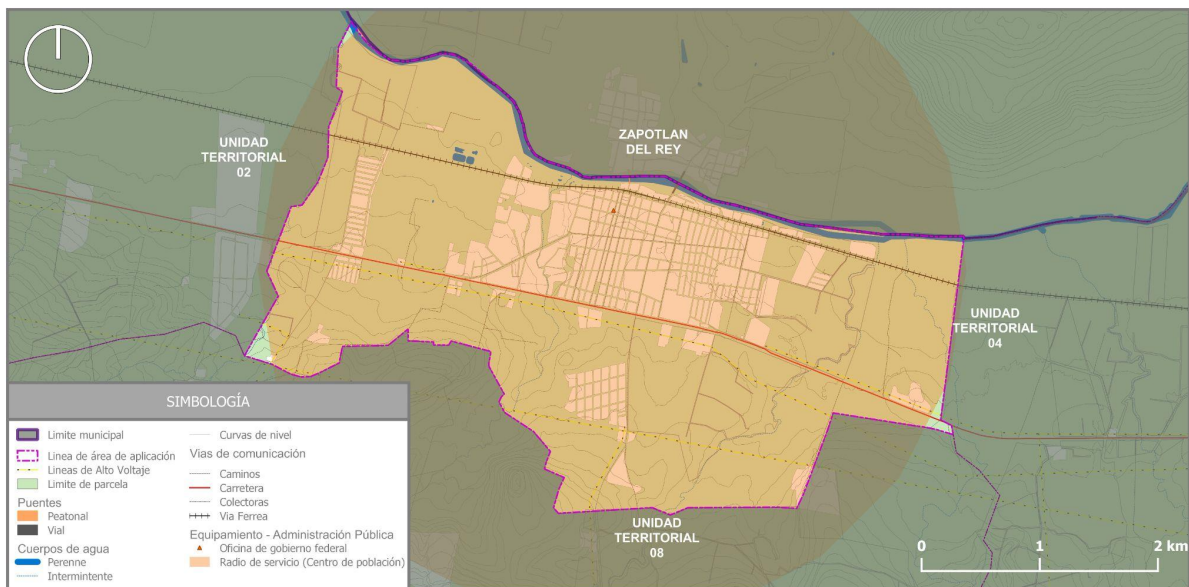 ZAPOTLAN
DEL REY
UNIDAD
TERRITORIAL
02
UNIDAD
TERRITORIAL
04
UNIDAD
TERRITORIAL
08
0 1 2 km
SIMBOLOGÍA
Limite municipal
Linea de área de aplicación
Lineas de Alto Voltaje
Limite de parcela
Puentes
Peatonal
Vial
Cuerpos de agua
Perenne
Intermintente
Curvas de nivel
Vias de comunicación
Caminos
Carretera
Colectoras
Via Ferrea
Equipamiento - Administración Pública
Oficina de gobierno federal
Radio de servicio (Centro de población)